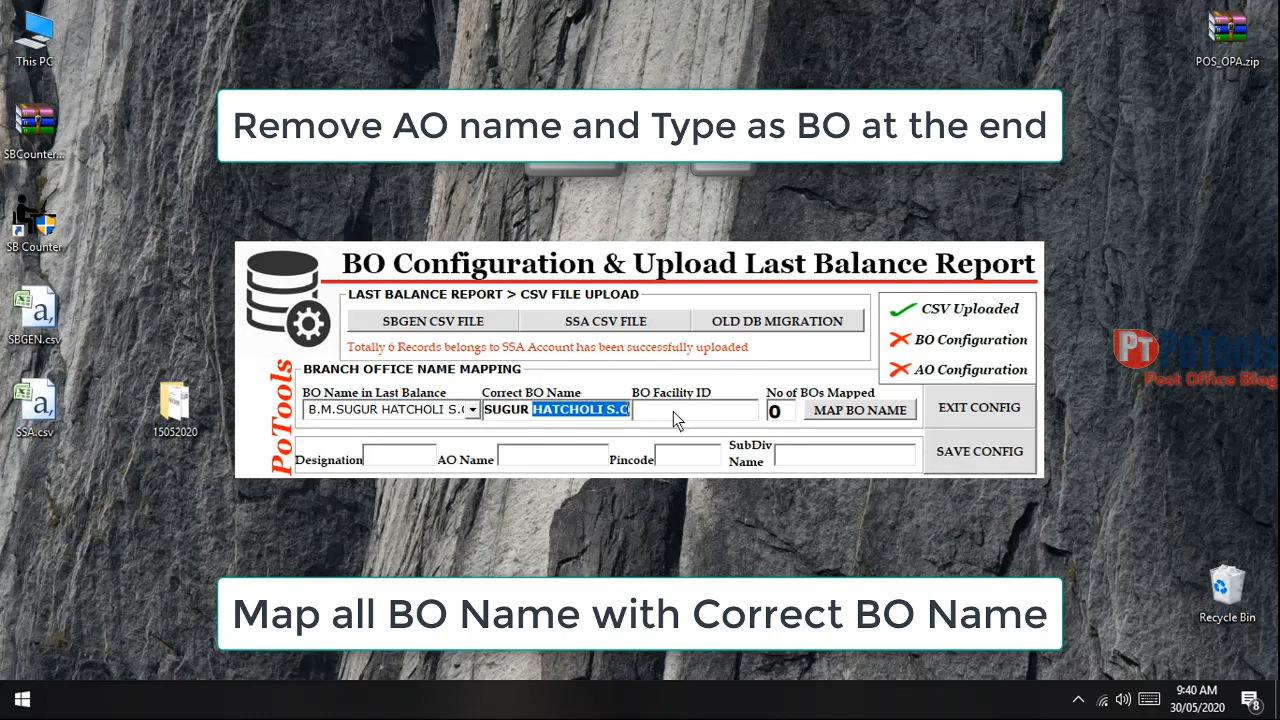 This PC
POS_OPA.zip
Remove AO name and Type as BO at the end
SBCounter...
SB Counter
SBGEN.csv
SSA.csv
15052020
BO Configuration & Upload Last Balance Report
LAST BALANCE REPORT > CSV FILE UPLOAD
SBGEN CSV FILE
SSA CSV FILE
OLD DB MIGRATION
Totally 6 Records belongs to SSA Account has been successfully uploaded
CSV Uploaded
BO Configuration
AO Configuration
PoTools
BRANCH OFFICE NAME MAPPING
BO Name in Last Balance
Correct BO Name
BO Facility ID
No of BOs Mapped
B.M.SUGUR HATCHOLI S.O
SUGUR HATCHOLI S.O
0
MAP BO NAME
EXIT CONFIG
Designation
AO Name
Pincode
SubDiv
Name
SAVE CONFIG
PT PoTools
Post Office Blog
Map all BO Name with Correct BO Name
Recycle Bin
9:40 AM
30/05/2020
8